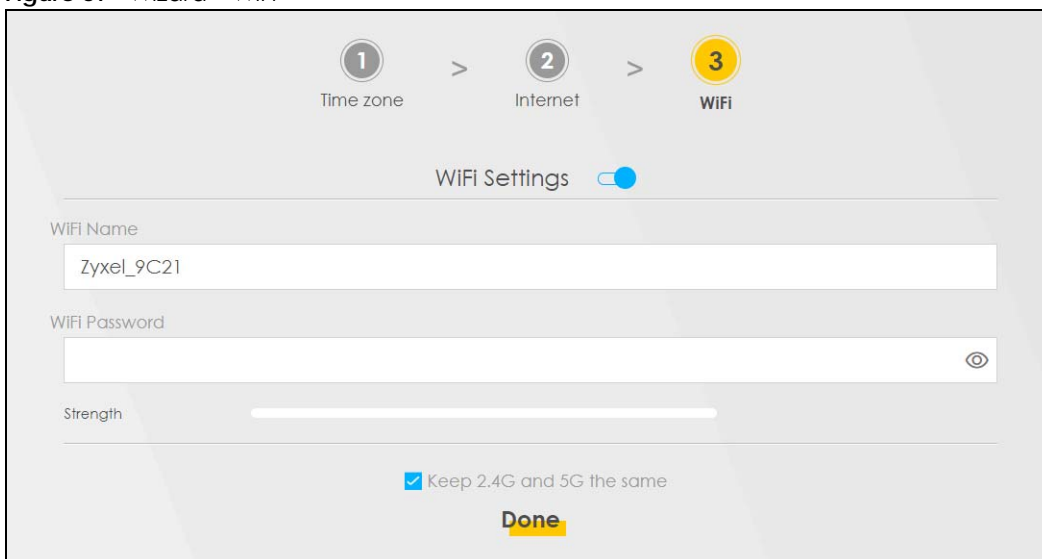 1 > 2 > 3
Time zone Internet WiFi
WiFi Settings
WiFi Name
Zyxel_9C21
WiFi Password
Strength
Keep 2.4G and 5G the same
Done